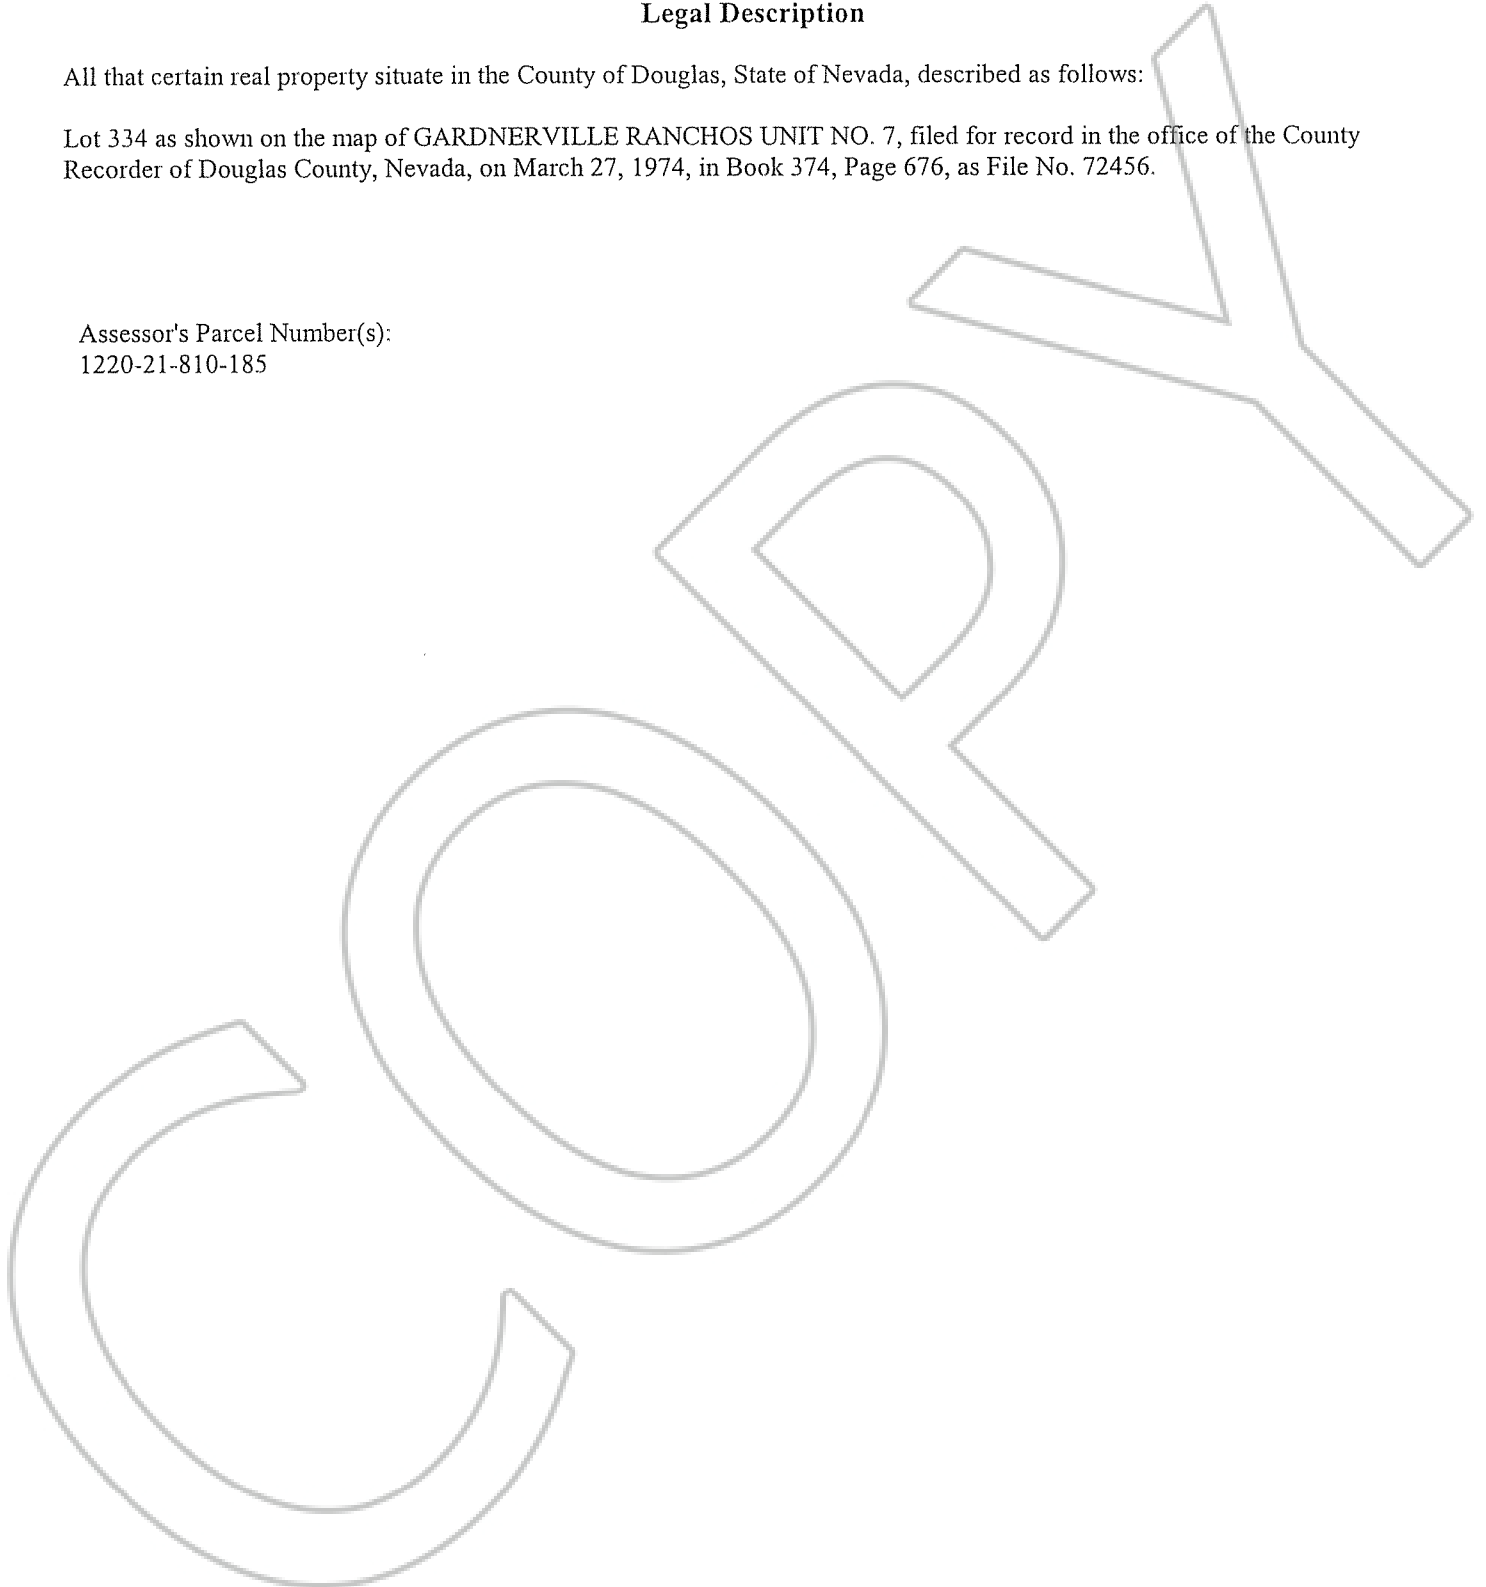 Legal Description
All that certain real property situate in the County of Douglas, State of Nevada, described as follows:
Lot 334 as shown on the map of GARDNERVILLE RANCHOS UNIT NO. 7, filed for record in the office of the County
Recorder of Douglas County, Nevada, on March 27, 1974, in Book 374, Page 676, as File No. 72456.
Assessor's Parcel Number(s):
1220-21-810-185
COPY